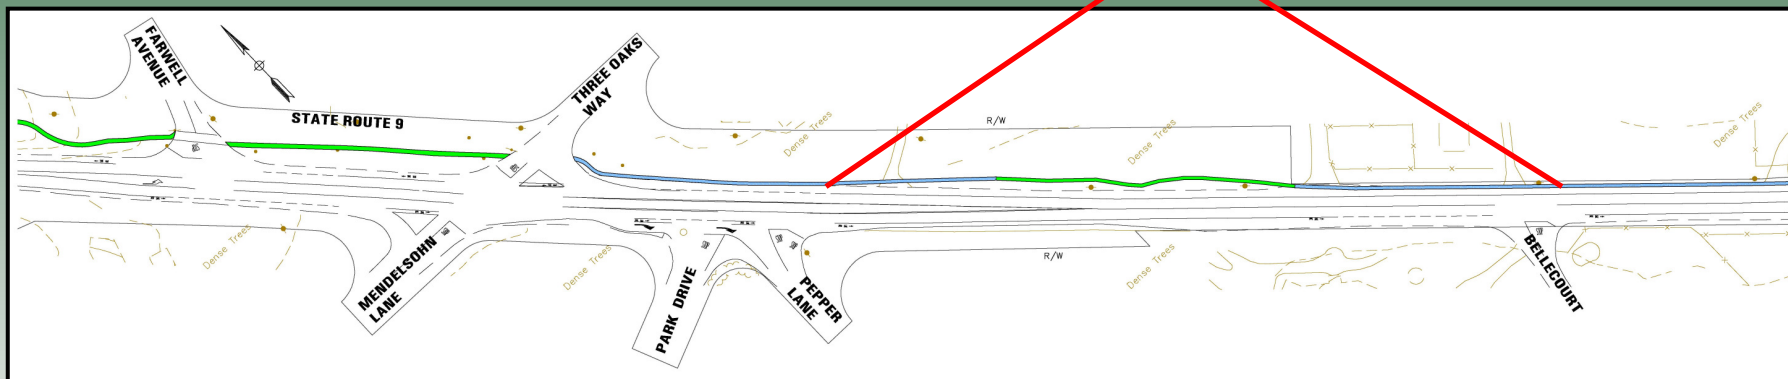 FARWELL
AVENUE
STATE ROUTE 9
THREE OAKS
WAY
R/W
Dense Trees
Dense Trees
Dense Trees
Dense Trees
MENDELSOHN
LANE
Dense Trees
PARK DRIVE
PEPPER
LANE
R/W
Dense Trees
BELLECOURT